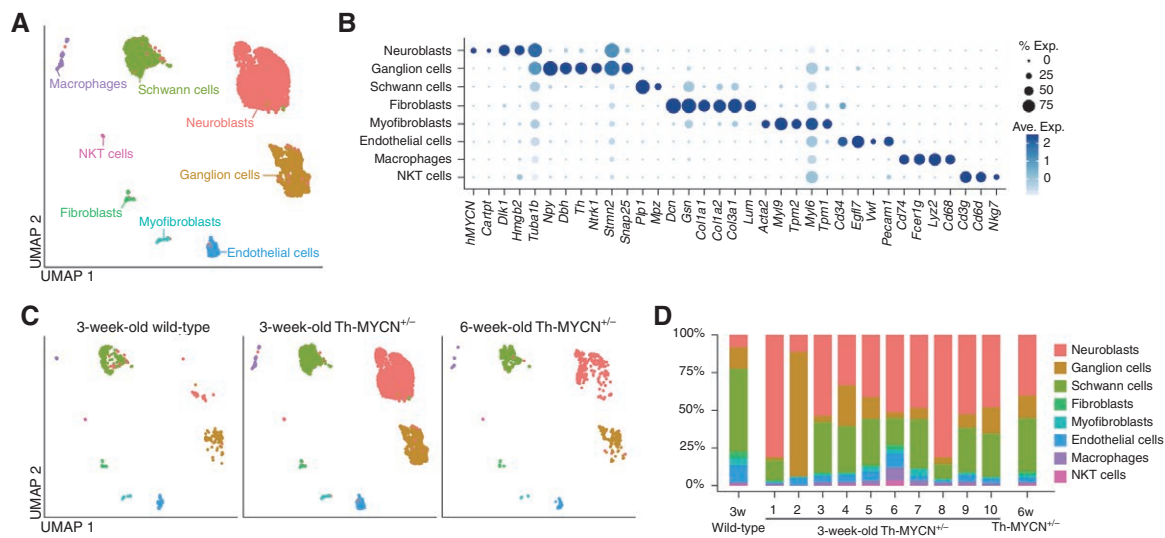 A
Macrophages
Schwann cells
Neuroblasts
NKT cells
Ganglion cells
Fibroblasts
Myofibroblasts
Endothelial cells
UMAP 2
UMAP 1
B
Neuroblasts
Ganglion cells
Schwann cells
Fibroblasts
Myofibroblasts
Endothelial cells
Macrophages
NKT cells
hMYCN
Cartpt
Dlk1
Hmgb2
Tuba1b
Npy
Dbh
Th
Ntrk1
Stmn2
Snap25
Plp1
Mpz
Dcn
Gsn
Col1a1
Col1a2
Col3a1
Lum
Acta2
Myl9
Tpm2
Myl6
Tpm1
Cd34
Egfl7
Vwf
Pecam1
Cd74
Fcer1g
Lyz2
Cd68
Cd3g
Cd6d
Nkg7
% Exp.
0
25
50
75
Ave. Exp.
2
1
0
C
3-week-old wild-type
3-week-old Th-MYCN+/–
6-week-old Th-MYCN+/–
UMAP 2
UMAP 1
D
100%
75%
50%
25%
0%
3w
1 2 3 4 5 6 7 8 9 10
6w
Wild-type
3-week-old Th-MYCN+/–
Th-MYCN+/–
Neuroblasts
Ganglion cells
Schwann cells
Fibroblasts
Myofibroblasts
Endothelial cells
Macrophages
NKT cells